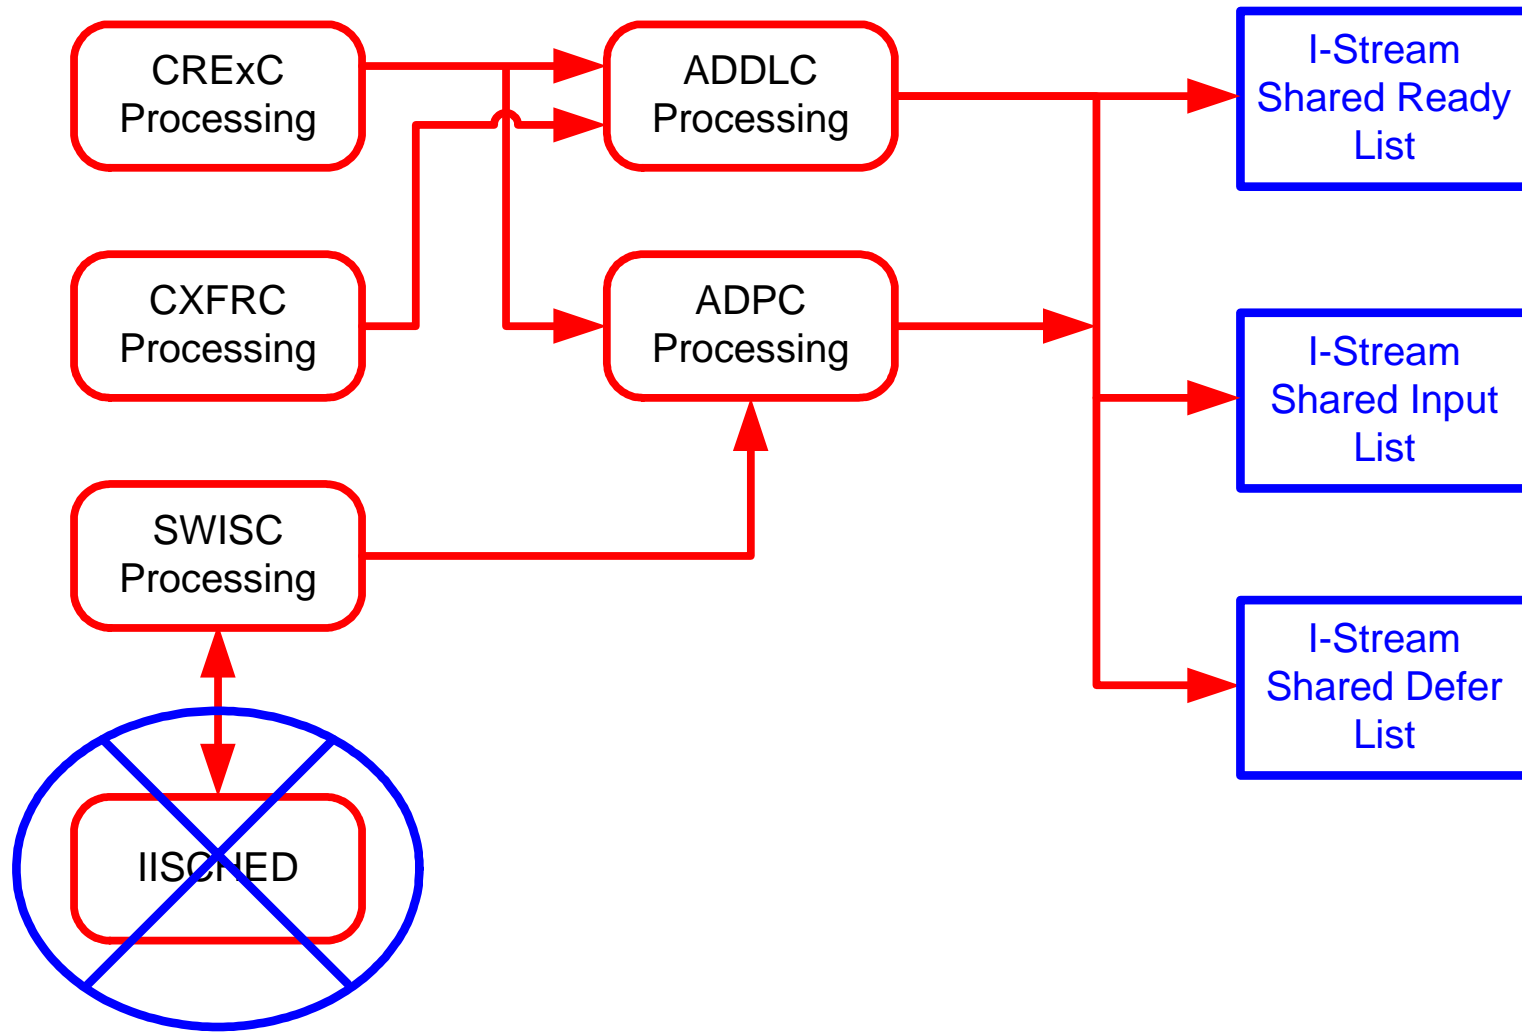 CRExC
Processing
ADDLC
Processing
I-Stream
Shared Ready
List
CXFRC
Processing
ADPC
Processing
I-Stream
Shared Input
List
SWISC
Processing
I-Stream
Shared Defer
List
IISCHED